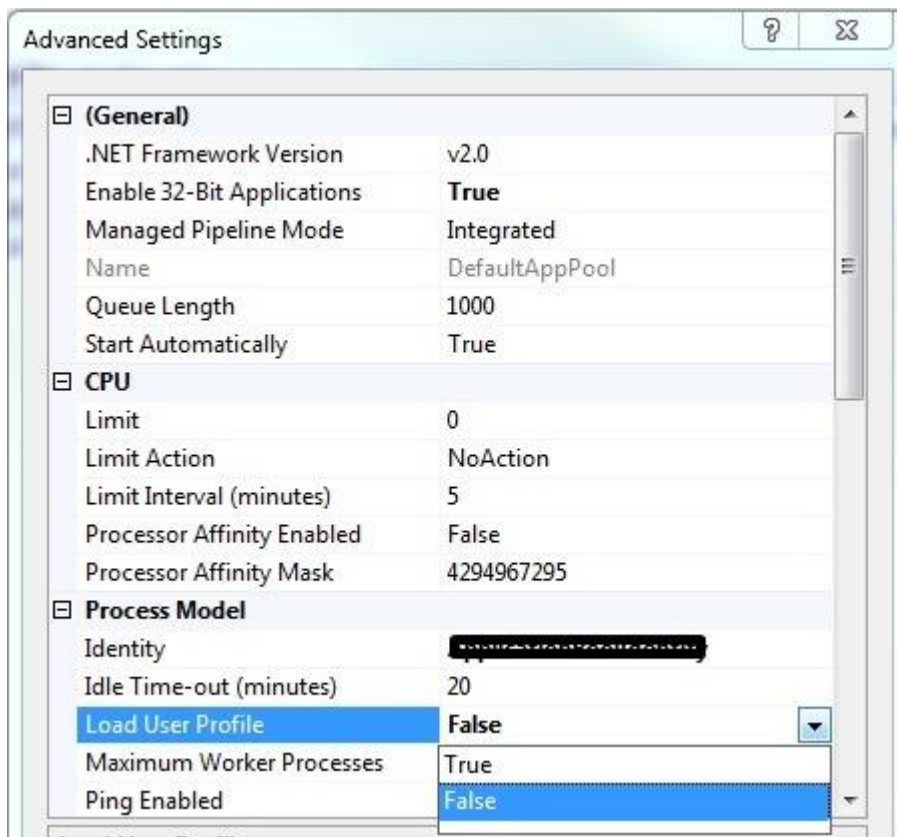 Advanced Settings
(General)
.NET Framework Version v2.0
Enable 32-Bit Applications True
Managed Pipeline Mode Integrated
Name DefaultAppPool
Queue Length 1000
Start Automatically True
CPU
Limit 0
Limit Action NoAction
Limit Interval (minutes) 5
Processor Affinity Enabled False
Processor Affinity Mask 4294967295
Process Model
Identity
Idle Time-out (minutes) 20
Load User Profile False
Maximum Worker Processes True
Ping Enabled False